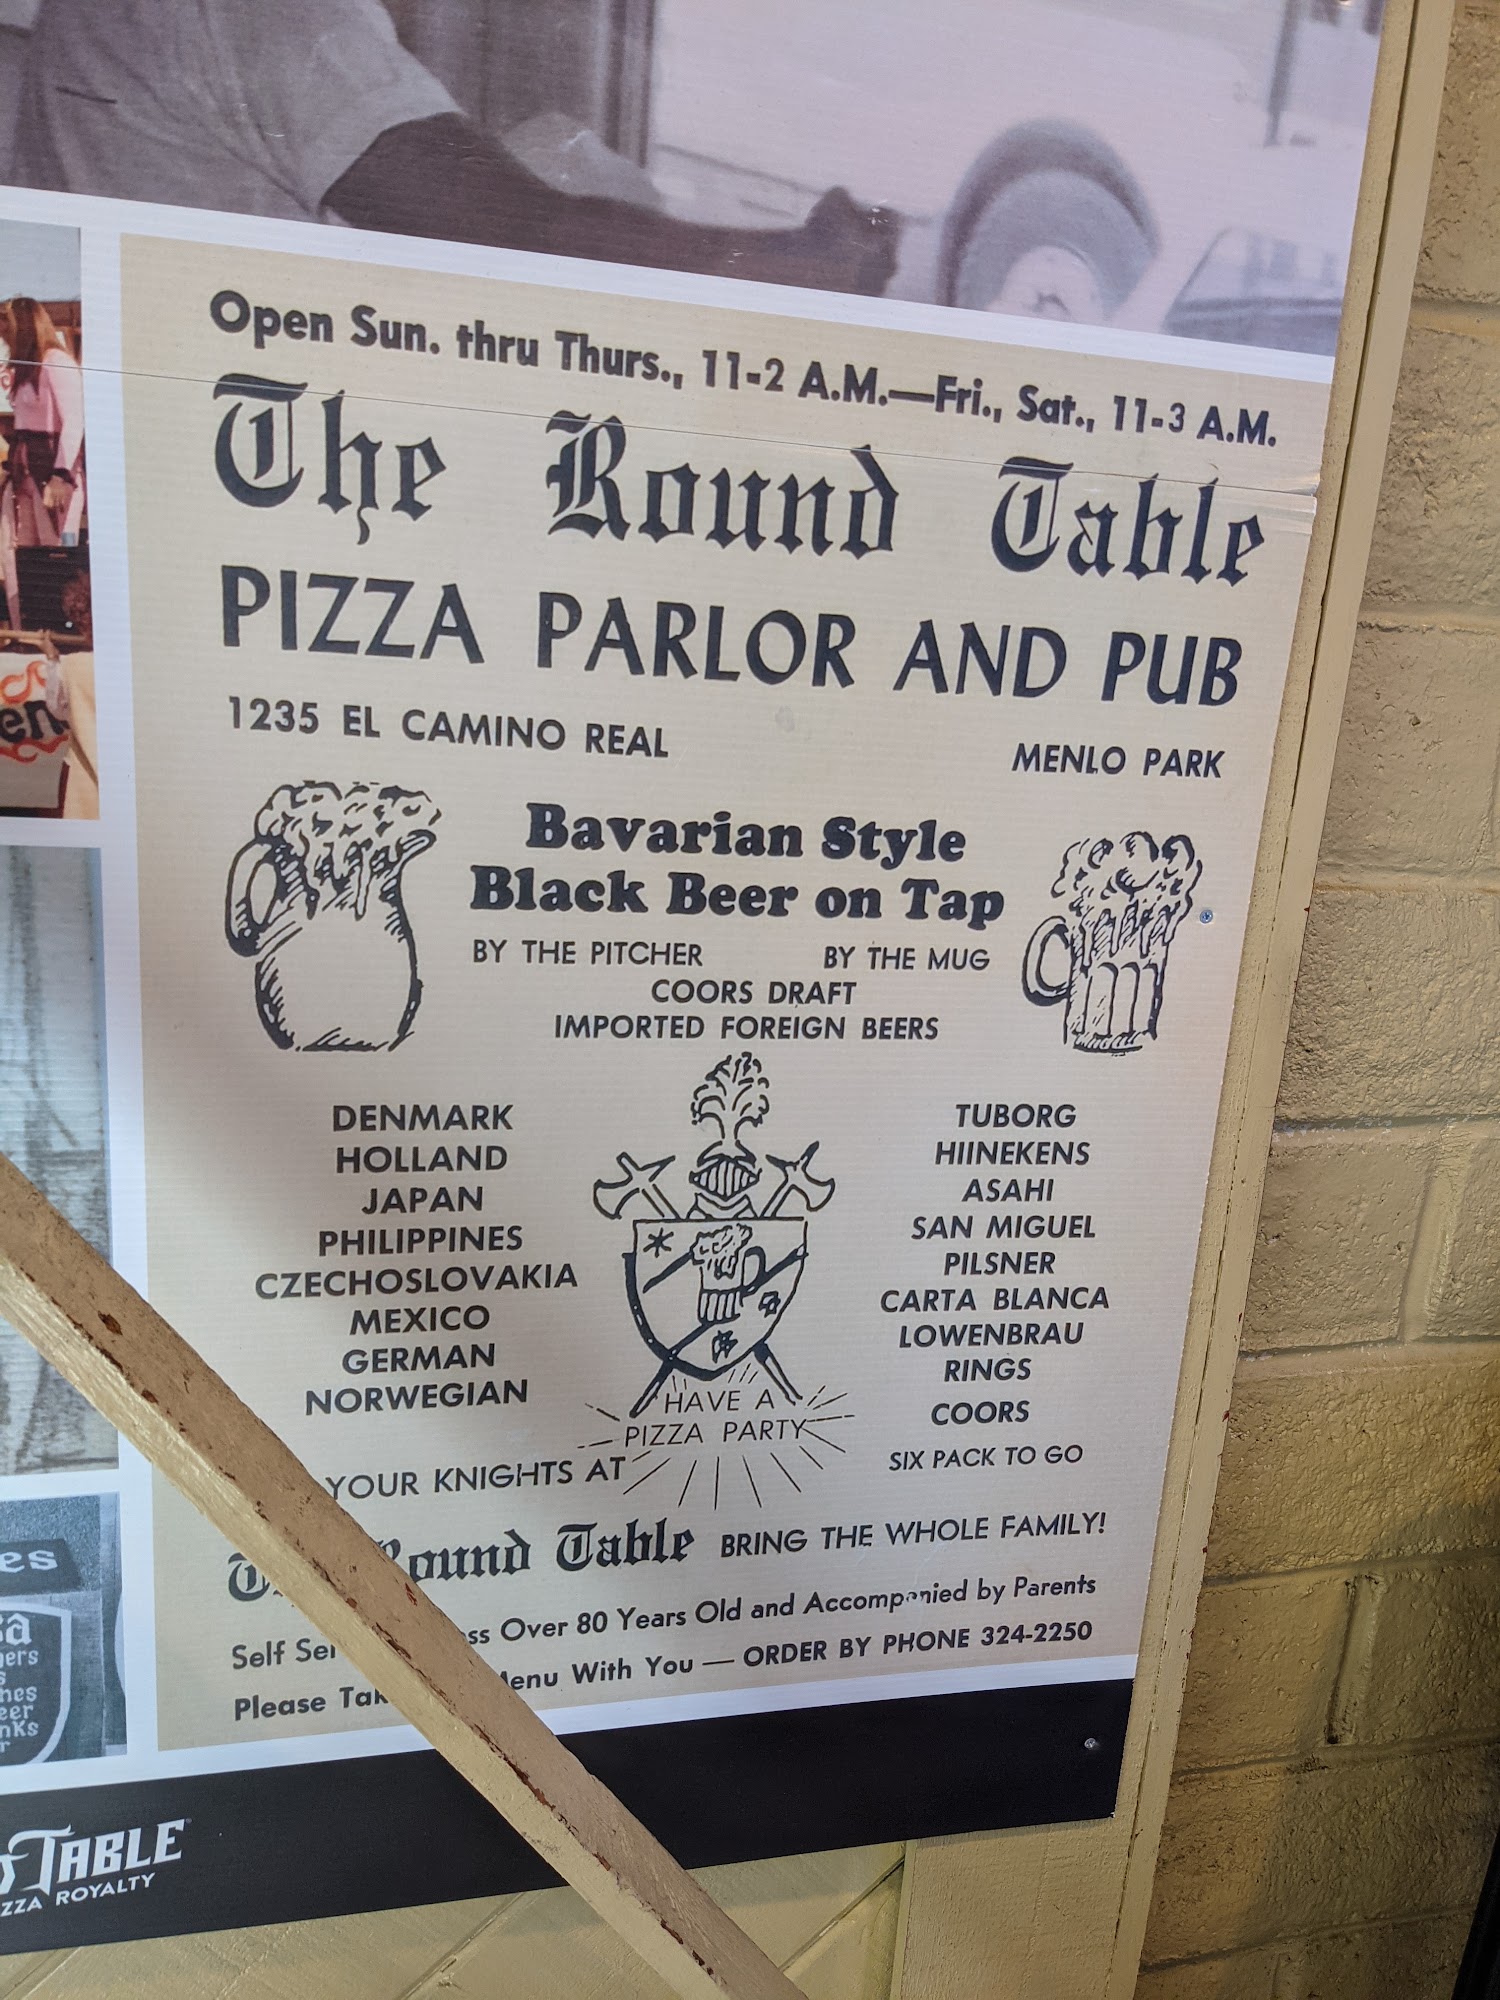 Open Sun. thru Thurs., 11-2 A.M.—Fri., Sat., 11-3 A.M.
The Round Table
PIZZA PARLOR AND PUB
1235 EL CAMINO REAL MENLO PARK
Bavarian Style
Black Beer on Tap
BY THE PITCHER BY THE MUG
COORS DRAFT
IMPORTED FOREIGN BEERS
DENMARK TUBORG
HOLLAND HIINEKENS
JAPAN ASAHI
PHILIPPINES SAN MIGUEL
CZECHOSLOVAKIA PILSNER
MEXICO CARTA BLANCA
GERMAN LOWENBRAU
NORWEGIAN RINGS
COORS
SIX PACK TO GO
HAVE A
PIZZA PARTY
YOUR KNIGHTS AT
Round Table BRING THE WHOLE FAMILY!
Self Over 80 Years Old and Accompanied by Parents
Please Menu With You — ORDER BY PHONE 324-2250
TABLE
ROYALTY